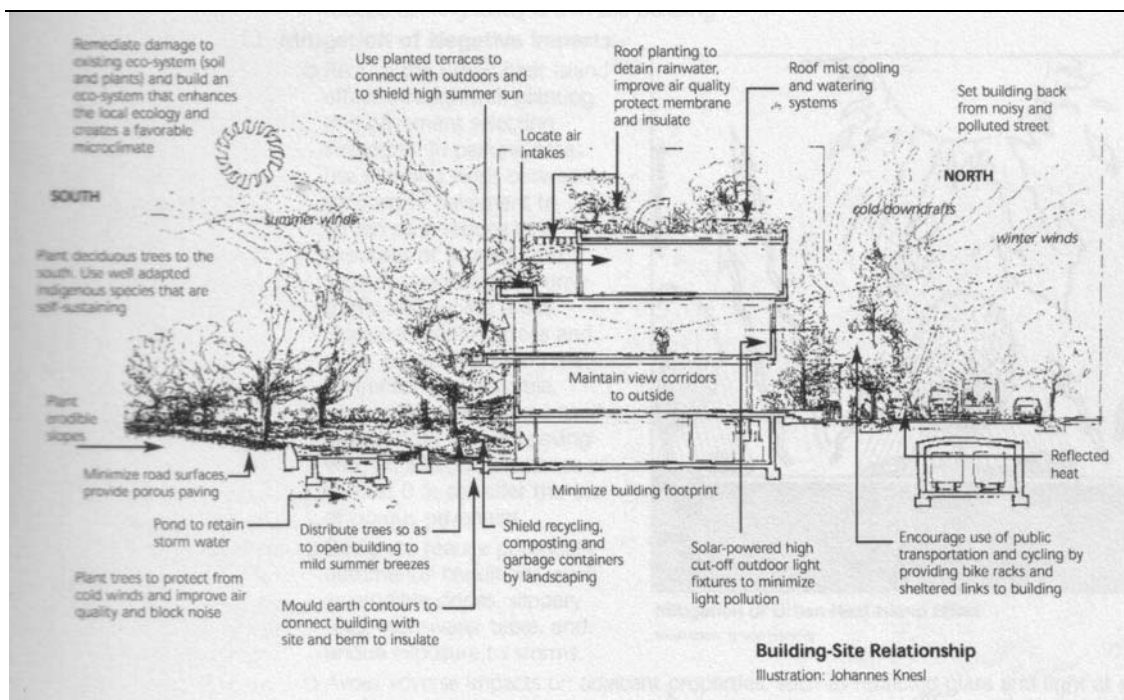 Remediate damage to
existing eco-system (soil
and plants) and build an
eco-system that enhances
the local ecology and
creates a favorable
microclimate
Use planted terraces to
connect with outdoors and
to shield high summer sun
Roof planting to
detain rainwater,
improve air quality
protect membrane
and insulate
Roof mist cooling
and watering
systems
Set building back
from noisy and
polluted street
Locate air
intakes
SOUTH
NORTH
summer winds
cold downdrafts
winter winds
Plant deciduous trees to the
south. Use well adapted
indigenous species that are
self-sustaining
Maintain view corridors
to outside
Plant
erodible
slopes
Minimize road surfaces,
provide porous paving
Minimize building footprint
Reflected
heat
Pond to retain
storm water
Distribute trees so as
to open building to
mild summer breezes
Shield recycling,
composting and
garbage containers
by landscaping
Solar-powered high
cut-off outdoor light
fixtures to minimize
light pollution
Encourage use of public
transportation and cycling by
providing bike racks and
sheltered links to building
Plant trees to protect from
cold winds and improve air
quality and block noise
Mould earth contours to
connect building with
site and berm to insulate
Building-Site Relationship
Illustration: Johannes Knesl